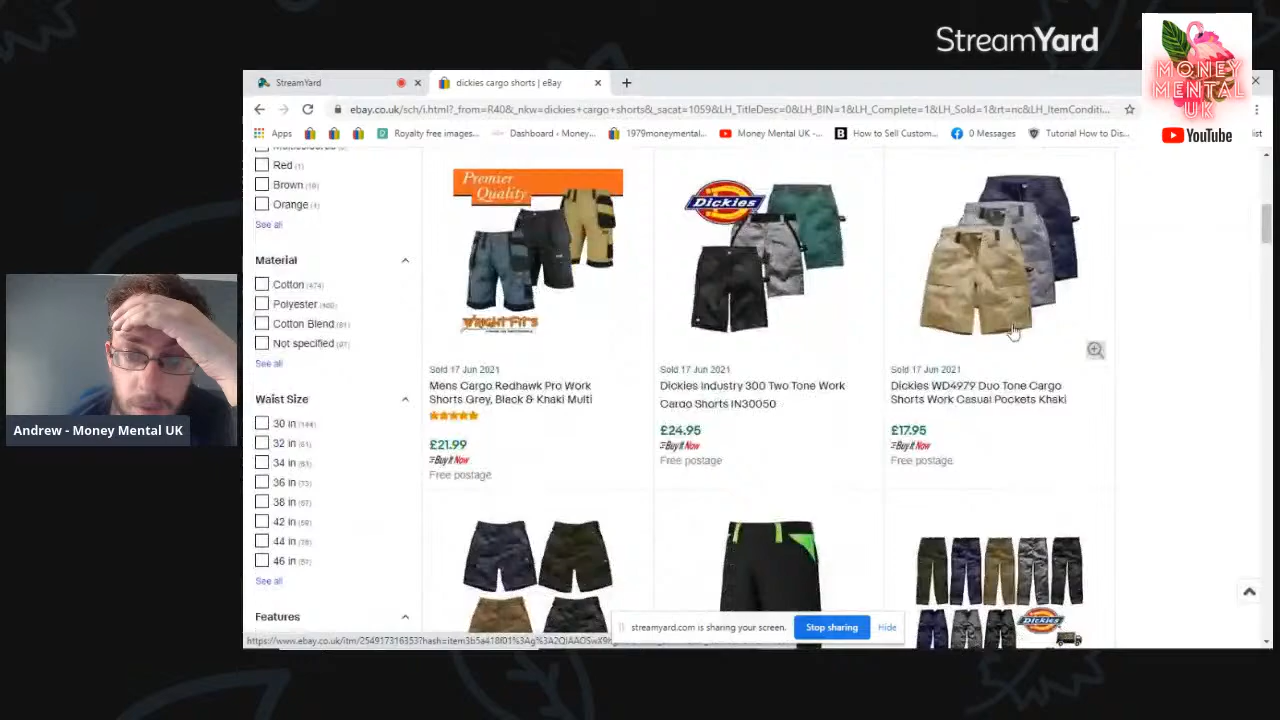 StreamYard
MONEY
MENTAL
UK
YouTube
StreamYard
dickies cargo shorts | eBay
ebay.co.uk/sch/i.html?_from=R40&_nkw=dickies+cargo+shorts&_sacat=1059&LH_TitleDesc=0&LH_BIN=1&LH_Complete=1&LH_Sold=1&rt=nc&LH_ItemConditi...
Apps
Royalty free images...
Dashboard ‹ Money...
1979moneymental...
Money Mental UK -...
How to Sell Custom...
0 Messages
Tutorial How to Dis...
Red (1)
Brown
Orange
See all
Material
Cotton (474)
Polyester
Cotton Blend
Not specified
See all
Waist Size
30 in
32 in
34 in
36 in
38 in
42 in
44 in
46 in
See all
Features
Premier
Quality
WRIGHT FITS
Sold 17 Jun 2021
Mens Cargo Redhawk Pro Work
Shorts Grey, Black & Khaki Multi
£21.99
Buy It Now
Free postage
Dickies
Sold 17 Jun 2021
Dickies Industry 300 Two Tone Work
Cargo Shorts IN30050
£24.95
Buy It Now
Free postage
Sold 17 Jun 2021
Dickies WD4979 Duo Tone Cargo
Shorts Work Casual Pockets Khaki
£17.95
Buy It Now
Free postage
Dickies
streamyard.com is sharing your screen.
Stop sharing
Hide
Andrew - Money Mental UK